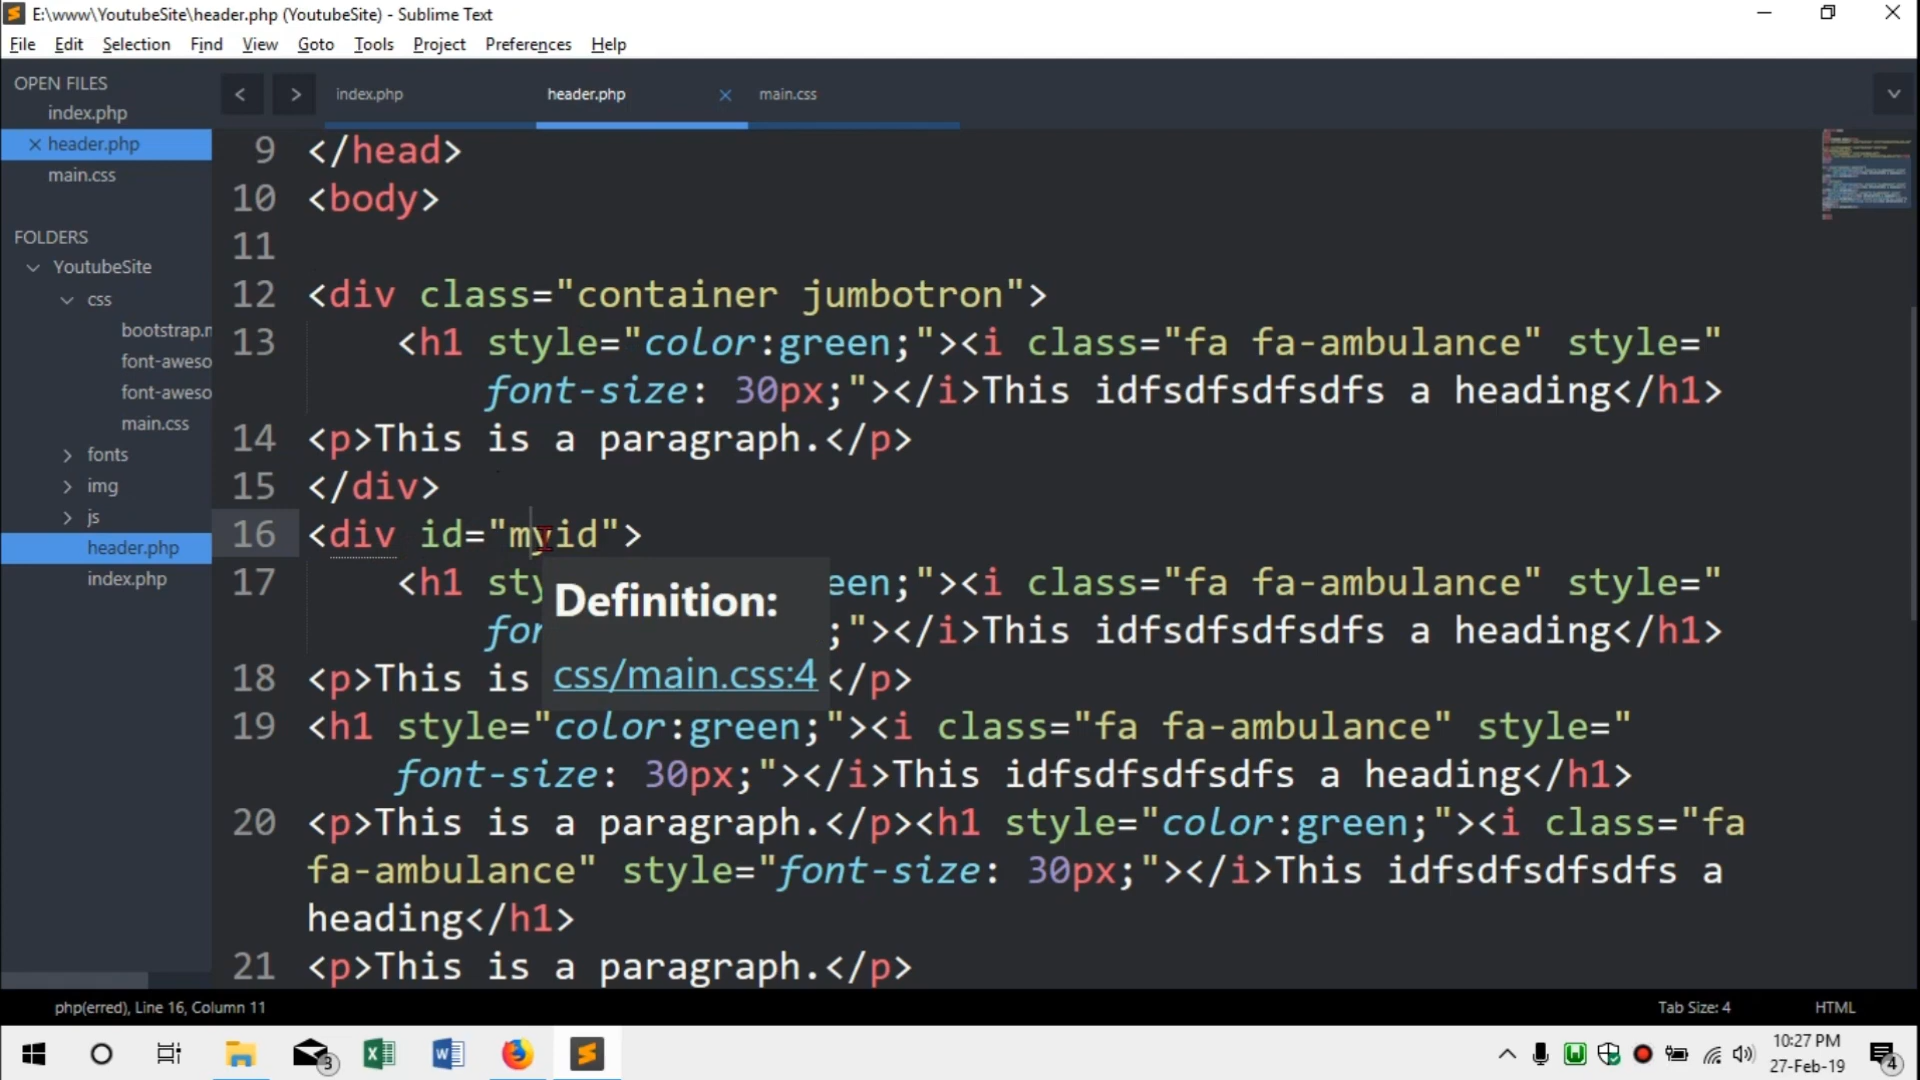 E:\www\YoutubeSite\header.php (YoutubeSite) - Sublime Text
File Edit Selection Find View Goto Tools Project Preferences Help
OPEN FILES
index.php
header.php
main.css
FOLDERS
YoutubeSite
css
bootstrap.n
font-aweso
font-aweso
main.css
fonts
img
js
header.php
index.php
index.php header.php main.css
9 </head>
10 <body>
11
12 <div class="container jumbotron">
13 <h1 style="color:green;"><i class="fa fa-ambulance" style="
font-size: 30px;"></i>This idfsdfsdfsdfs a heading</h1>
14 <p>This is a paragraph.</p>
15 </div>
16 <div id="myid">
17 <h1 sty een;"><i class="fa fa-ambulance" style="
for ;"></i>This idfsdfsdfsdfs a heading</h1>
18 <p>This is </p>
Definition:
css/main.css:4
19 <h1 style="color:green;"><i class="fa fa-ambulance" style="
font-size: 30px;"></i>This idfsdfsdfsdfs a heading</h1>
20 <p>This is a paragraph.</p><h1 style="color:green;"><i class="fa
fa-ambulance" style="font-size: 30px;"></i>This idfsdfsdfsdfs a
heading</h1>
21 <p>This is a paragraph.</p>
php(erred), Line 16, Column 11 Tab Size: 4 HTML
3
10:27 PM
27-Feb-19
4